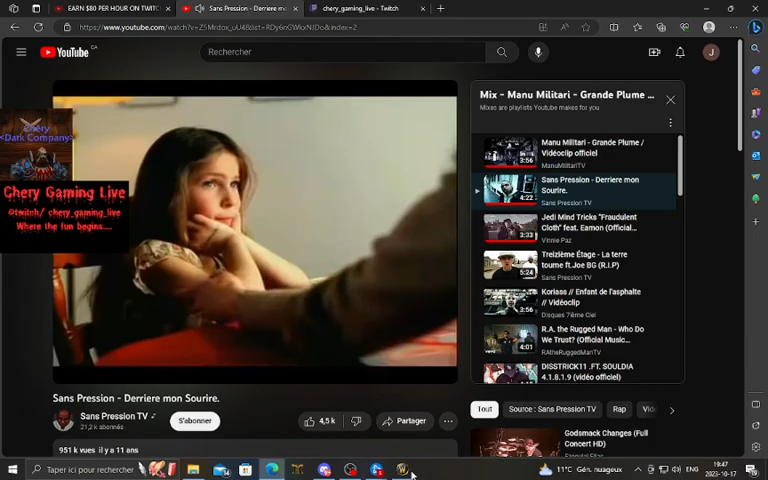 EARN $80 PER HOUR ON TWITC
Sans Pression - Derriere m
chery_gaming_live - Twitch
https://www.youtube.com/watch?v=Z5Mrdox_uU4&list=RDy6nGWkxNJDo&index=2
YouTube CA
Rechercher
J
Chery
<Dark Company>
Chery Gaming Live
@twitch/ chery_gaming_live
Where the fun begins....
Mix - Manu Militari - Grande Plume ...
Mixes are playlists Youtube makes for you
3:56
Manu Militari - Grande Plume /
Vidéoclip officiel
ManuMilitariTV
4:22
Sans Pression - Derriere mon
Sourire.
Sans Pression TV
3:33
Jedi Mind Tricks "Fraudulent
Cloth" feat. Eamon (Official...
Vinnie Paz
5:24
Treizième Étage - La terre
tourne ft.Joe BG (R.I.P)
Sans Pression TV
3:56
Koriass // Enfant de l'asphalte
// Vidéoclip
Disques 7ième Ciel
4:01
R.A. the Rugged Man - Who Do
We Trust? (Official Music...
RAtheRuggedManTV
DISSTRICK11 .FT. SOULDIA
4.1.8.1.9 (vidéo officiel)
Sans Pression - Derriere mon Sourire.
Sans Pression TV
21,2 k abonnés
S'abonner
4,5 k
Partager
951 k vues il y a 11 ans
Tout
Source : Sans Pression TV
Rap
Godsmack Changes (Full
Concert HD)
Taper ici pour rechercher
11°C Gén. nuageux
ENG
19:47
2023-10-17